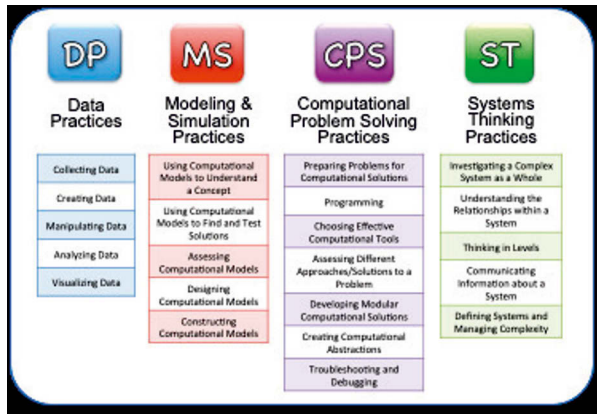 DP
Data
Practices
Collecting Data
Creating Data
Manipulating Data
Analyzing Data
Visualizing Data
MS
Modeling &
Simulation
Practices
Using Computational
Models to Understand
a Concept
Using Computational
Models to Find and Test
Solutions
Assessing
Computational Models
Designing
Computational Models
Constructing
Computational Models
CPS
Computational
Problem Solving
Practices
Preparing Problems for
Computational Solutions
Programming
Choosing Effective
Computational Tools
Assessing Different
Approaches/Solutions to a
Problem
Developing Modular
Computational Solutions
Creating Computational
Abstractions
Troubleshooting and
Debugging
ST
Systems
Thinking
Practices
Investigating a Complex
System as a Whole
Understanding the
Relationships within a
System
Thinking in Levels
Communicating
Information about a
System
Defining Systems and
Managing Complexity